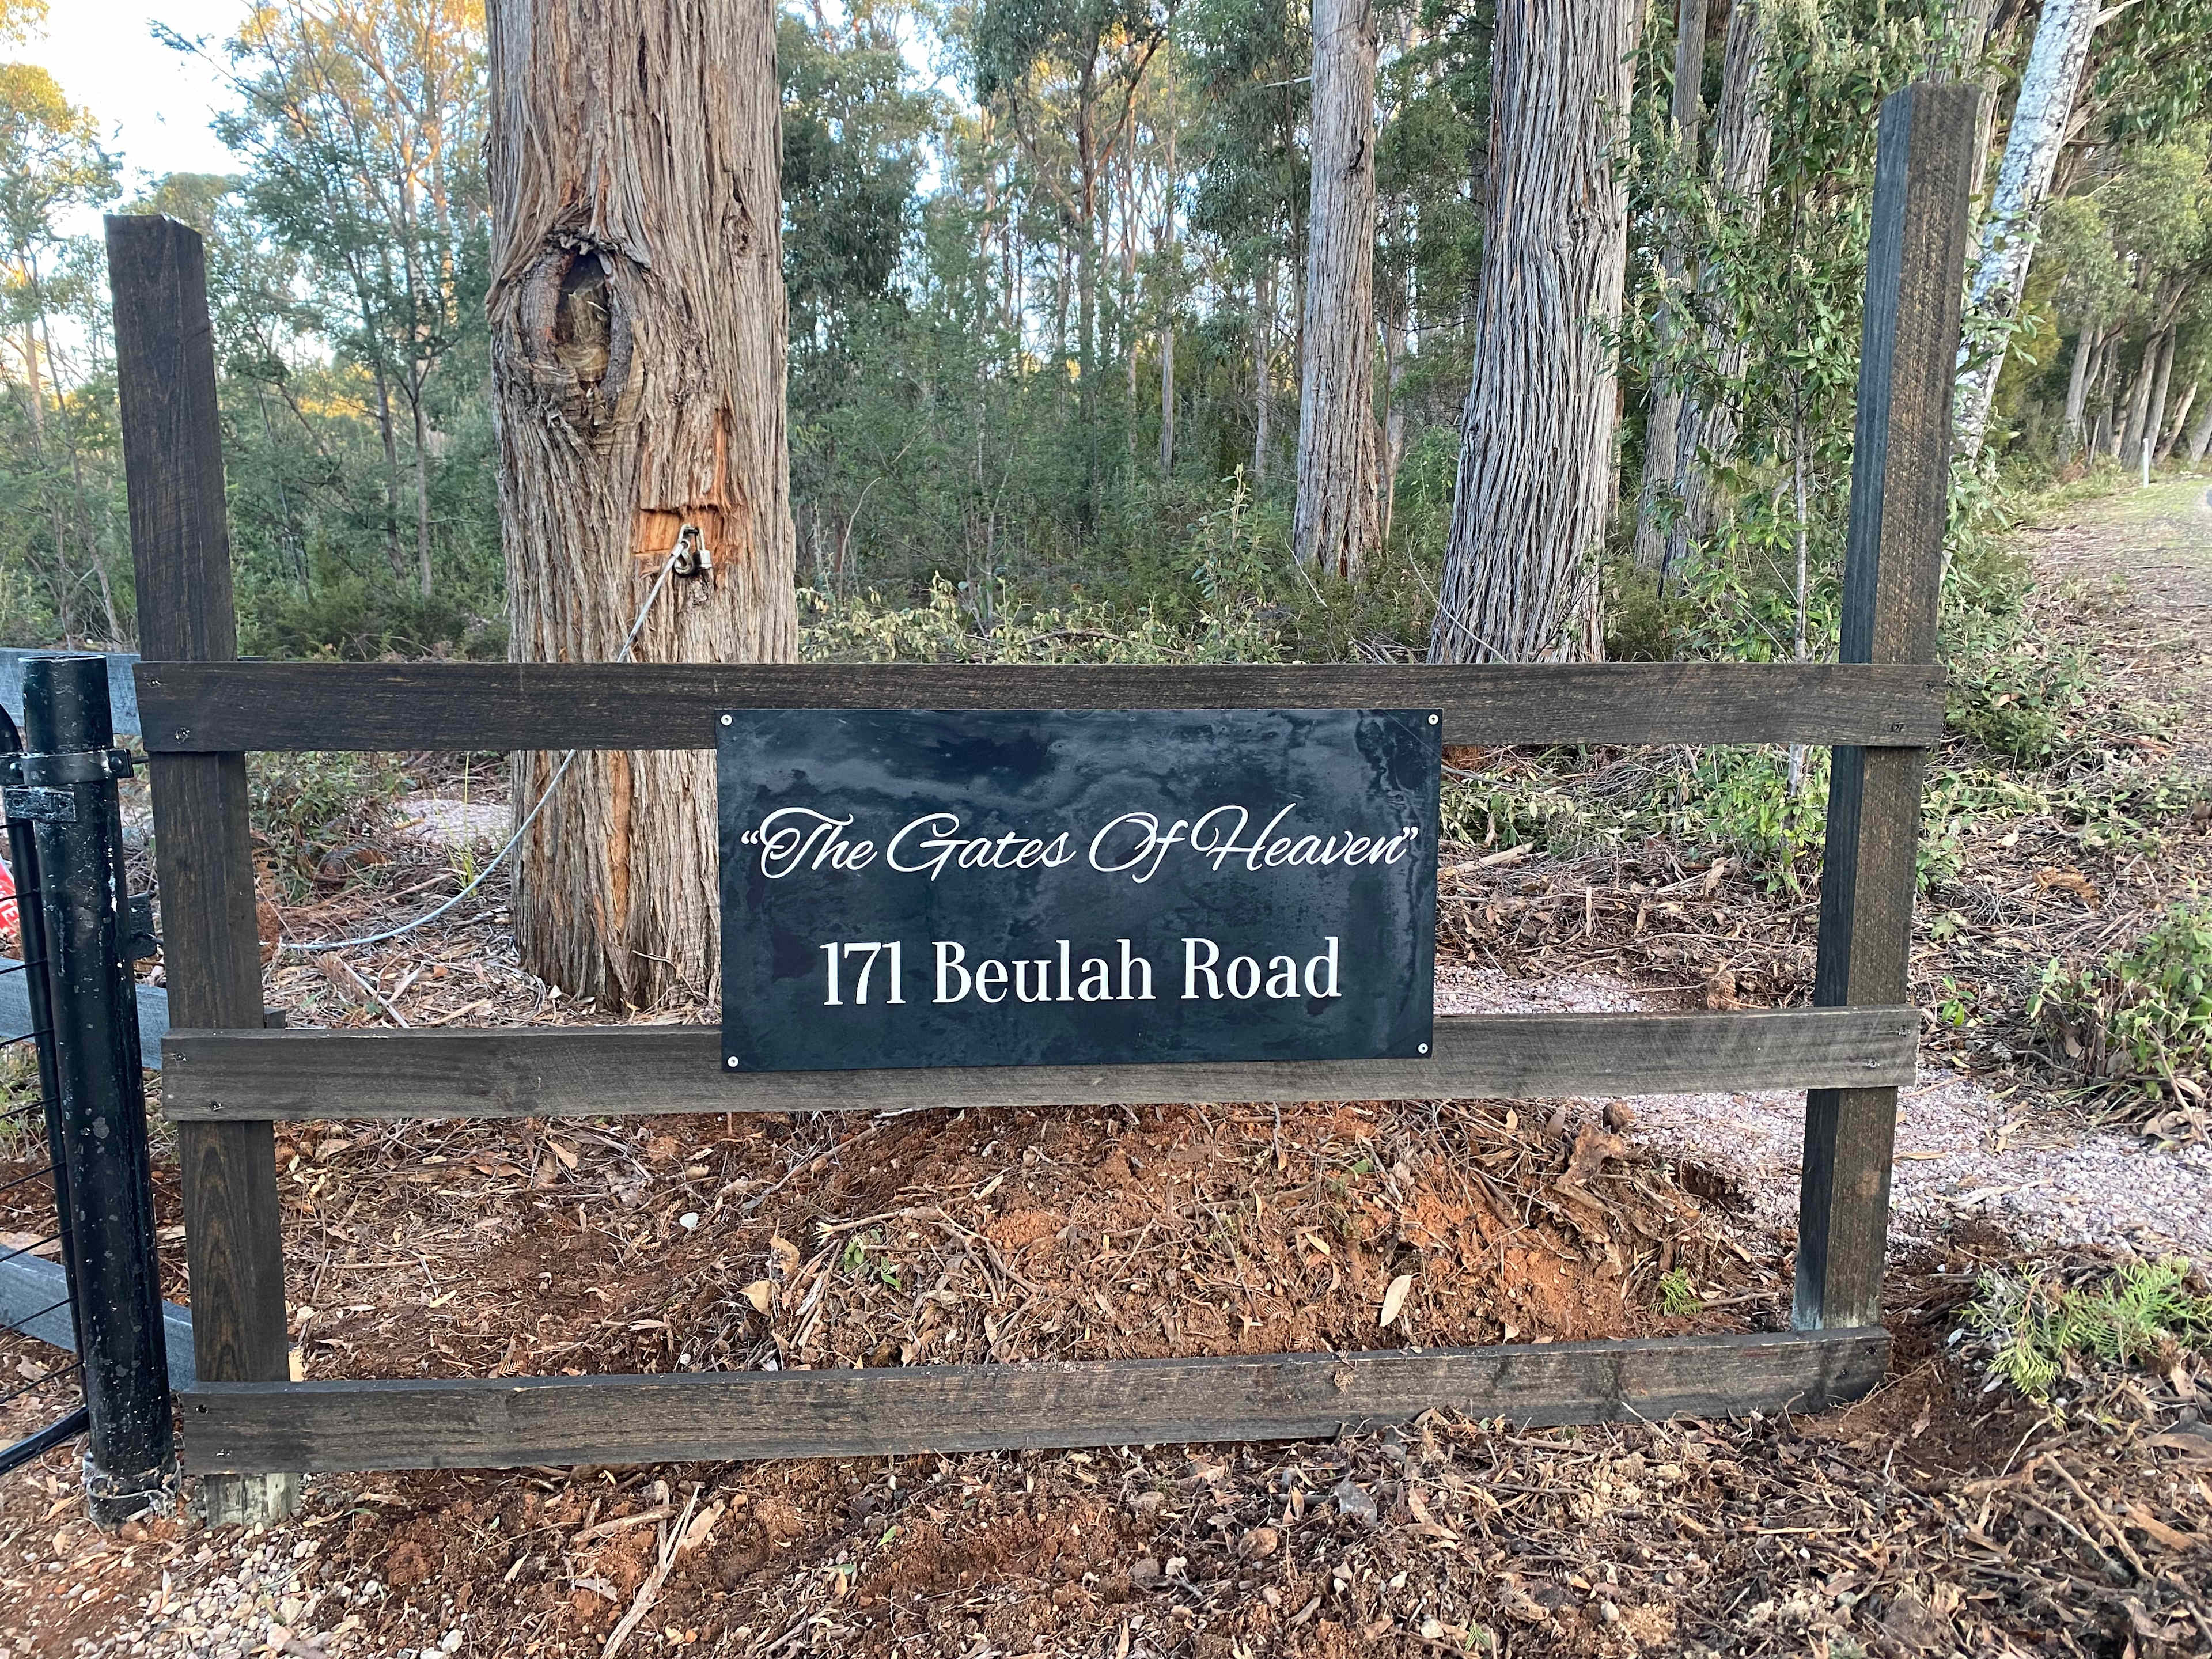 “The Gates Of Heaven”
171 Beulah Road